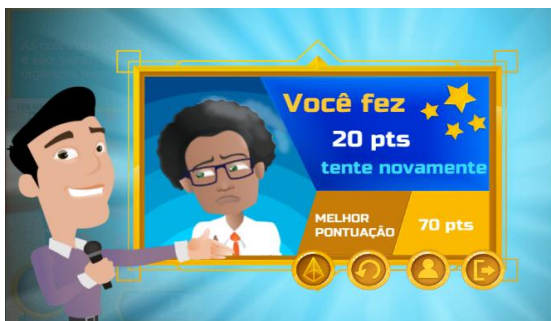 Você fez
20 pts
tente novamente
MELHOR
PONTUAÇÃO
70 pts